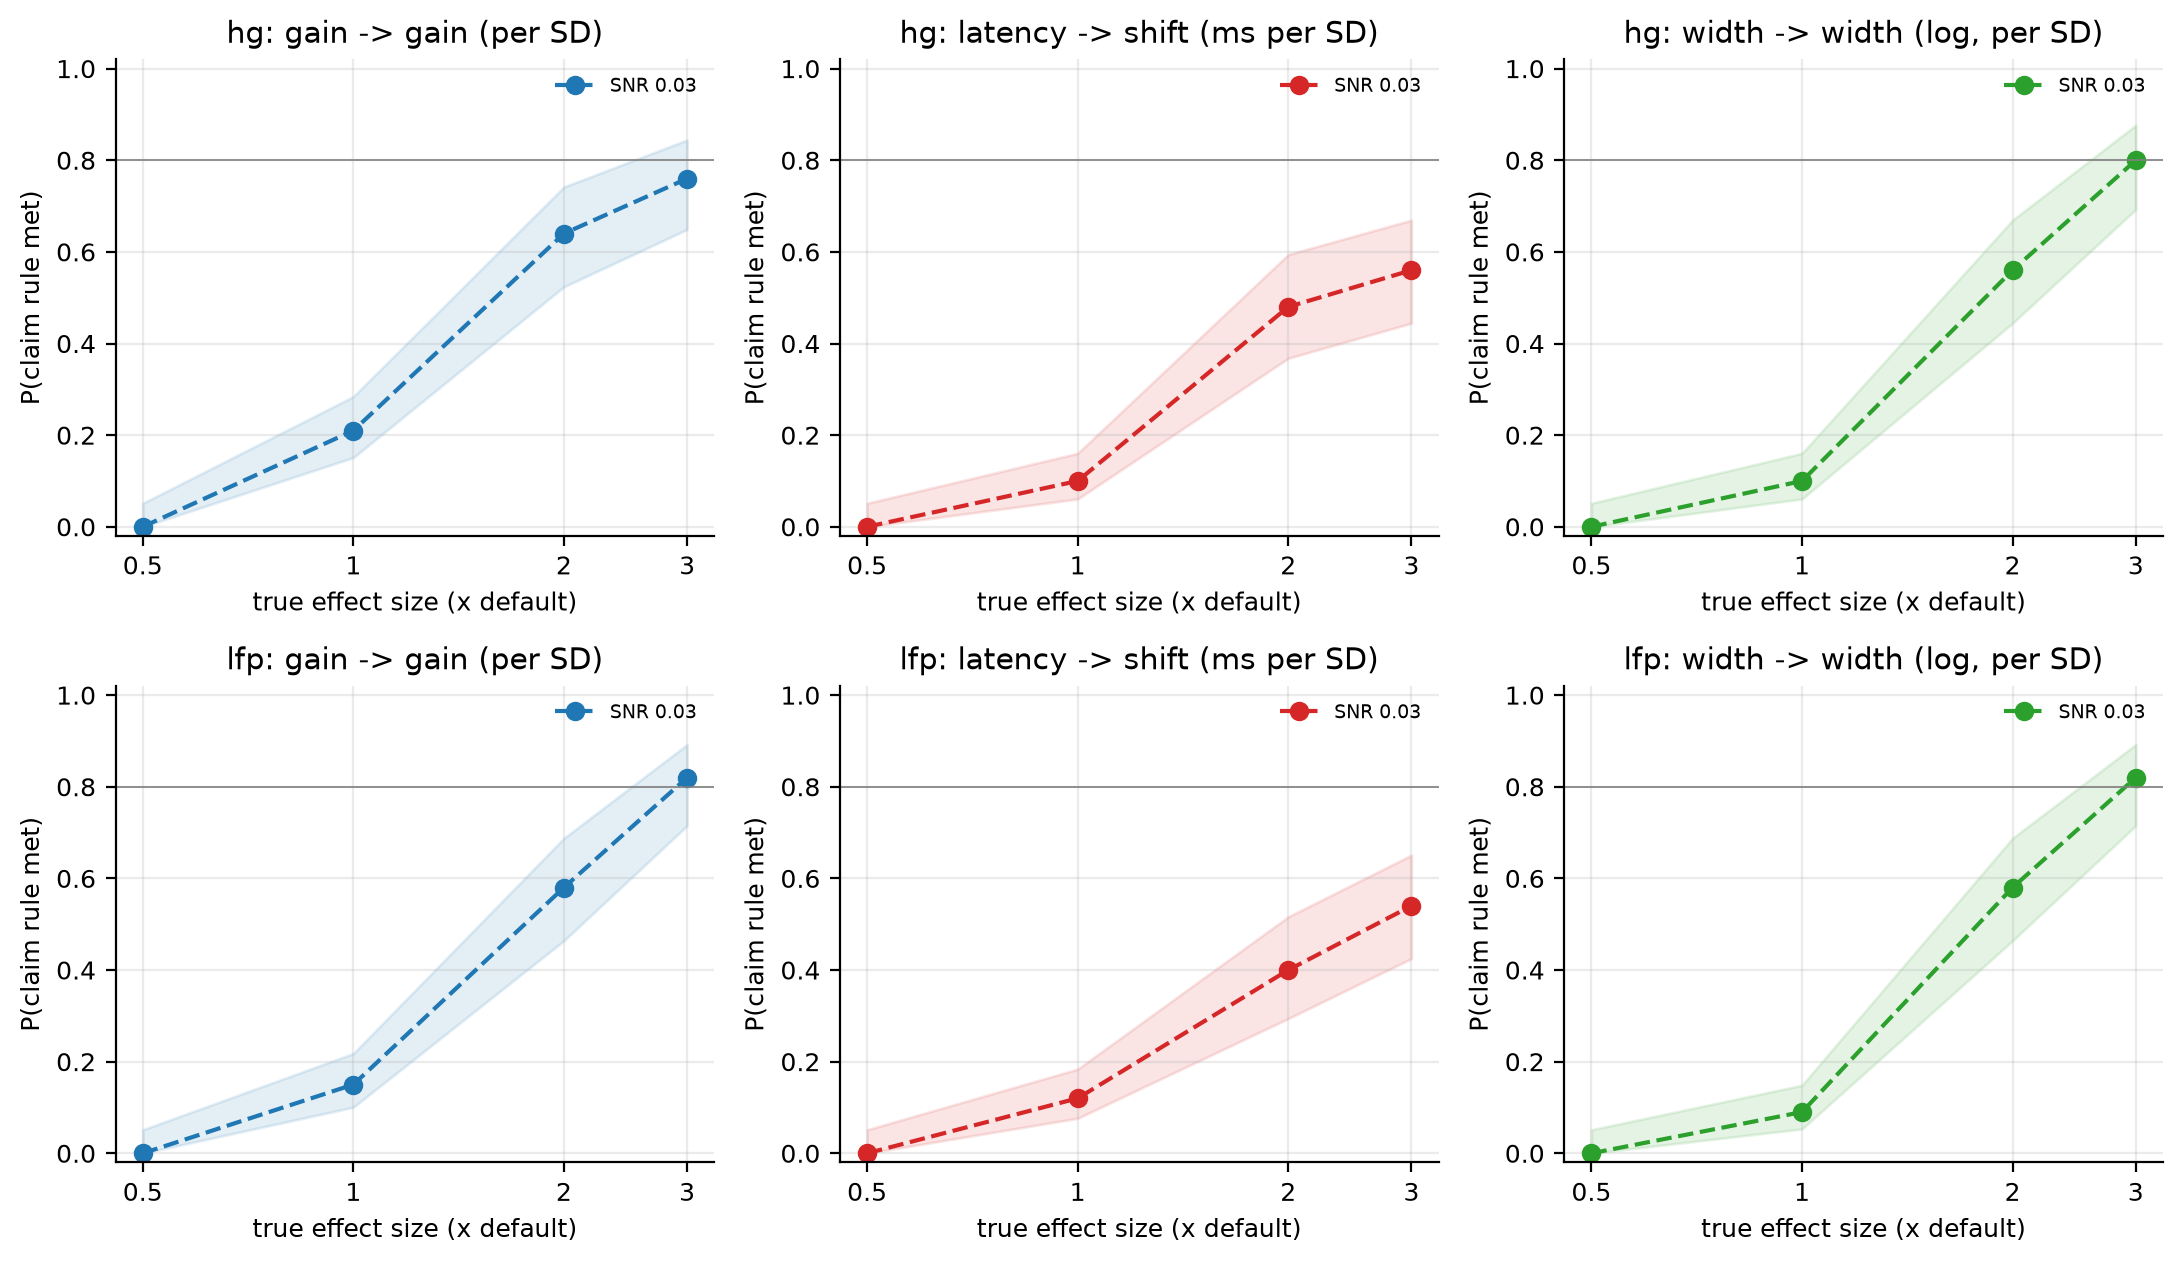 hg: gain -> gain (per SD)
1.0
0.8
0.6
0.4
0.2
0.0
P(claim rule met)
SNR 0.03
0.5 1 2 3
true effect size (x default)
hg: latency -> shift (ms per SD)
1.0
0.8
0.6
0.4
0.2
0.0
P(claim rule met)
SNR 0.03
0.5 1 2 3
true effect size (x default)
hg: width -> width (log, per SD)
1.0
0.8
0.6
0.4
0.2
0.0
P(claim rule met)
SNR 0.03
0.5 1 2 3
true effect size (x default)
lfp: gain -> gain (per SD)
1.0
0.8
0.6
0.4
0.2
0.0
P(claim rule met)
SNR 0.03
0.5 1 2 3
true effect size (x default)
lfp: latency -> shift (ms per SD)
1.0
0.8
0.6
0.4
0.2
0.0
P(claim rule met)
SNR 0.03
0.5 1 2 3
true effect size (x default)
lfp: width -> width (log, per SD)
1.0
0.8
0.6
0.4
0.2
0.0
P(claim rule met)
SNR 0.03
0.5 1 2 3
true effect size (x default)